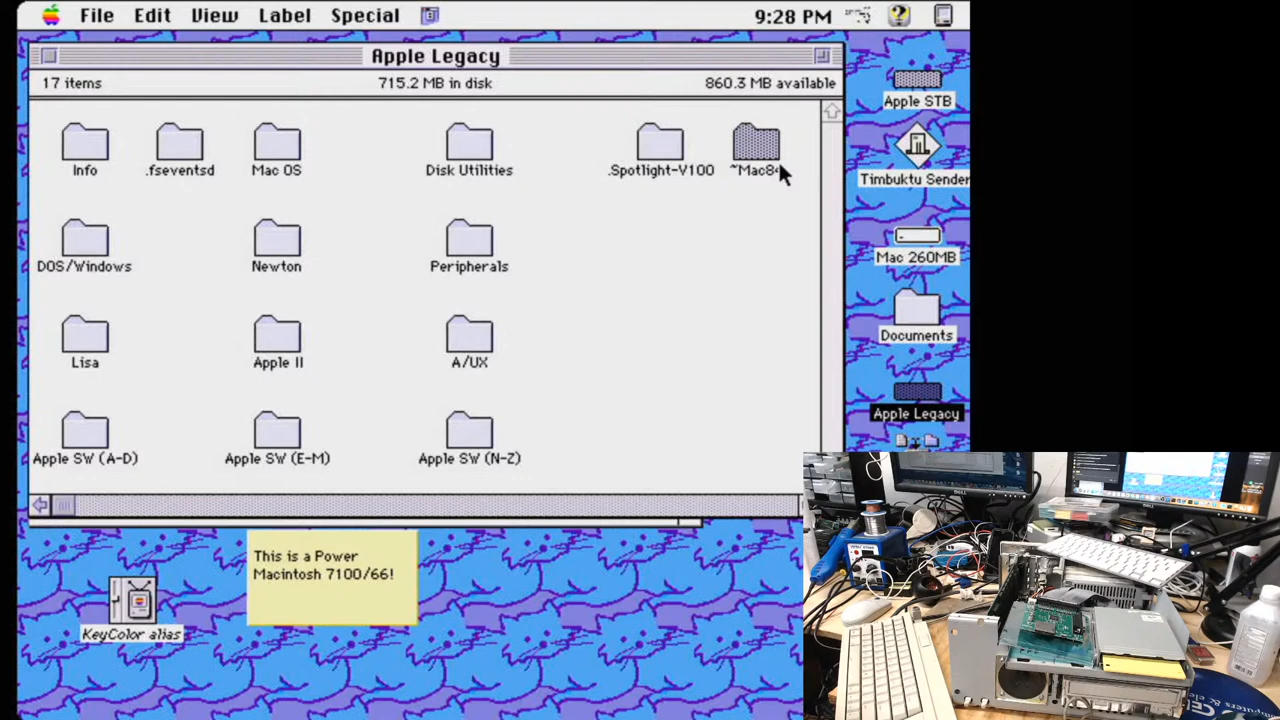 File Edit View Label Special 9:28 PM
Apple Legacy
17 items 715.2 MB in disk 860.3 MB available
Info .fseventsd Mac OS Disk Utilities .Spotlight-V100
DOS/Windows Newton Peripherals
Lisa Apple II A/UX
Apple SW (A-D) Apple SW (E-M) Apple SW (N-Z)
Apple STB
Timbuktu Sender
Mac 260MB
Documents
Apple Legacy
This is a Power
Macintosh 7100/66!
KeyColor alias
DELL